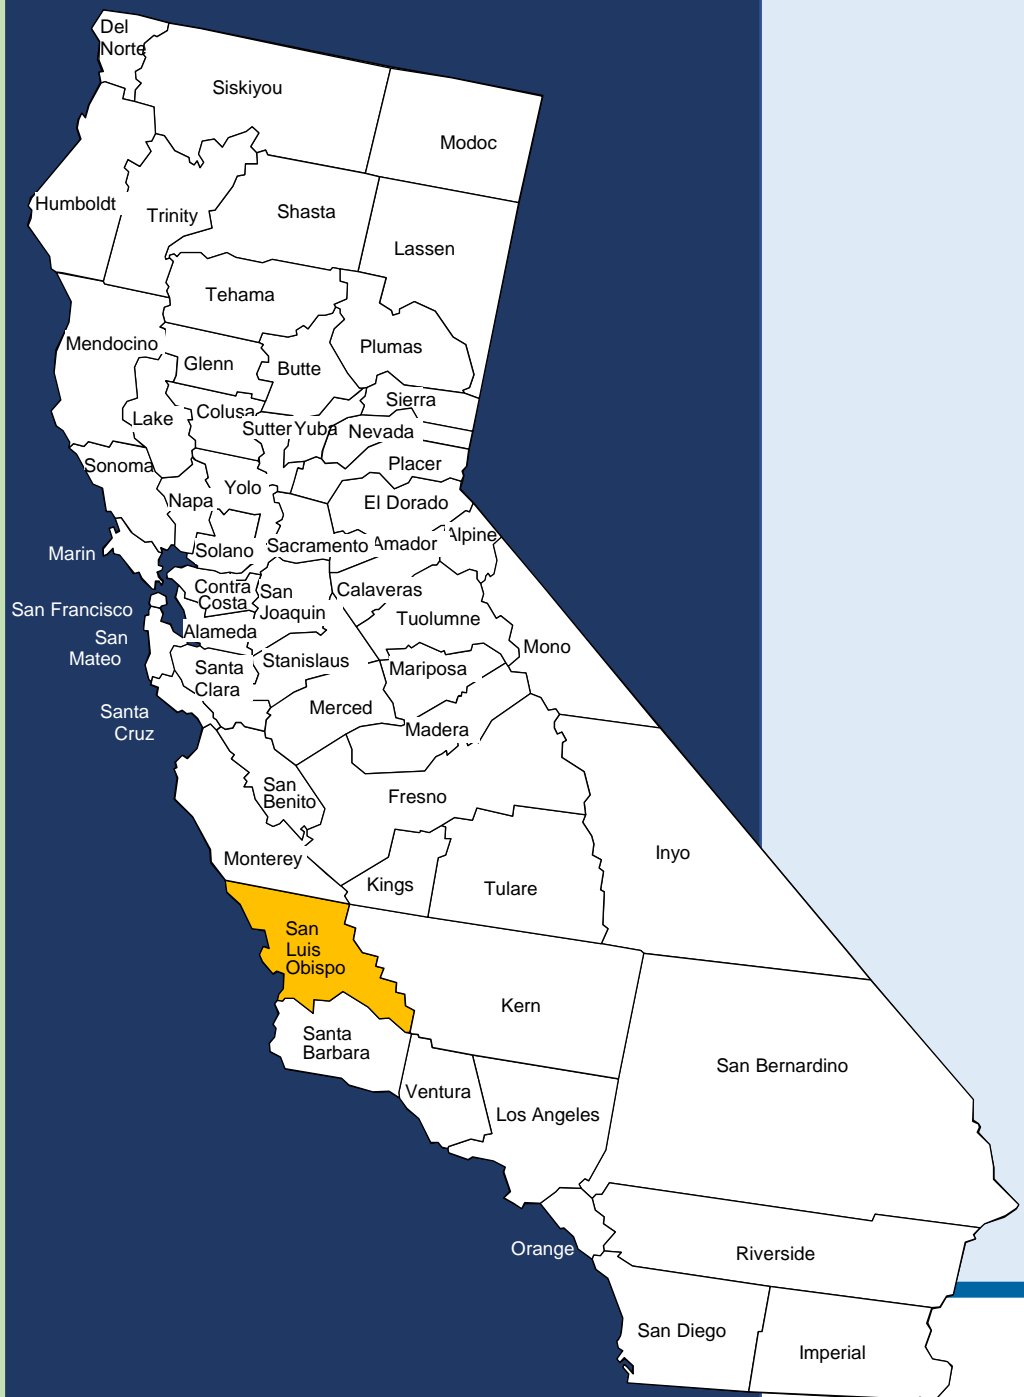 Del
Norte
Siskiyou
Modoc
Humboldt
Trinity
Shasta
Lassen
Tehama
Mendocino
Glenn
Butte
Plumas
Lake
Colusa
Sutter
Yuba
Sierra
Nevada
Placer
Sonoma
Napa
Yolo
El Dorado
Marin
Solano
Sacramento
Amador
Alpine
San Francisco
Contra
Costa
San
Joaquin
Calaveras
Tuolumne
Mono
San
Mateo
Alameda
Stanislaus
Mariposa
Santa
Clara
Santa
Cruz
Merced
Madera
San
Benito
Fresno
Monterey
Kings
Tulare
Inyo
San
Luis
Obispo
Kern
Santa
Barbara
San Bernardino
Ventura
Los Angeles
Orange
Riverside
San Diego
Imperial